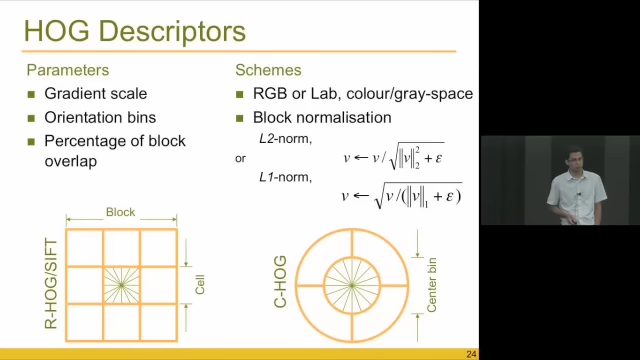 HOG Descriptors
Parameters
Gradient scale
Orientation bins
Percentage of block
overlap
Schemes
RGB or Lab, colour/gray-space
Block normalisation
L2-norm,
v ← v / √(‖v‖₂² + ε)
or
L1-norm,
v ← √(v /(‖v‖₁ + ε))
Block
R-HOG/SIFT
Cell
C-HOG
Center bin
24